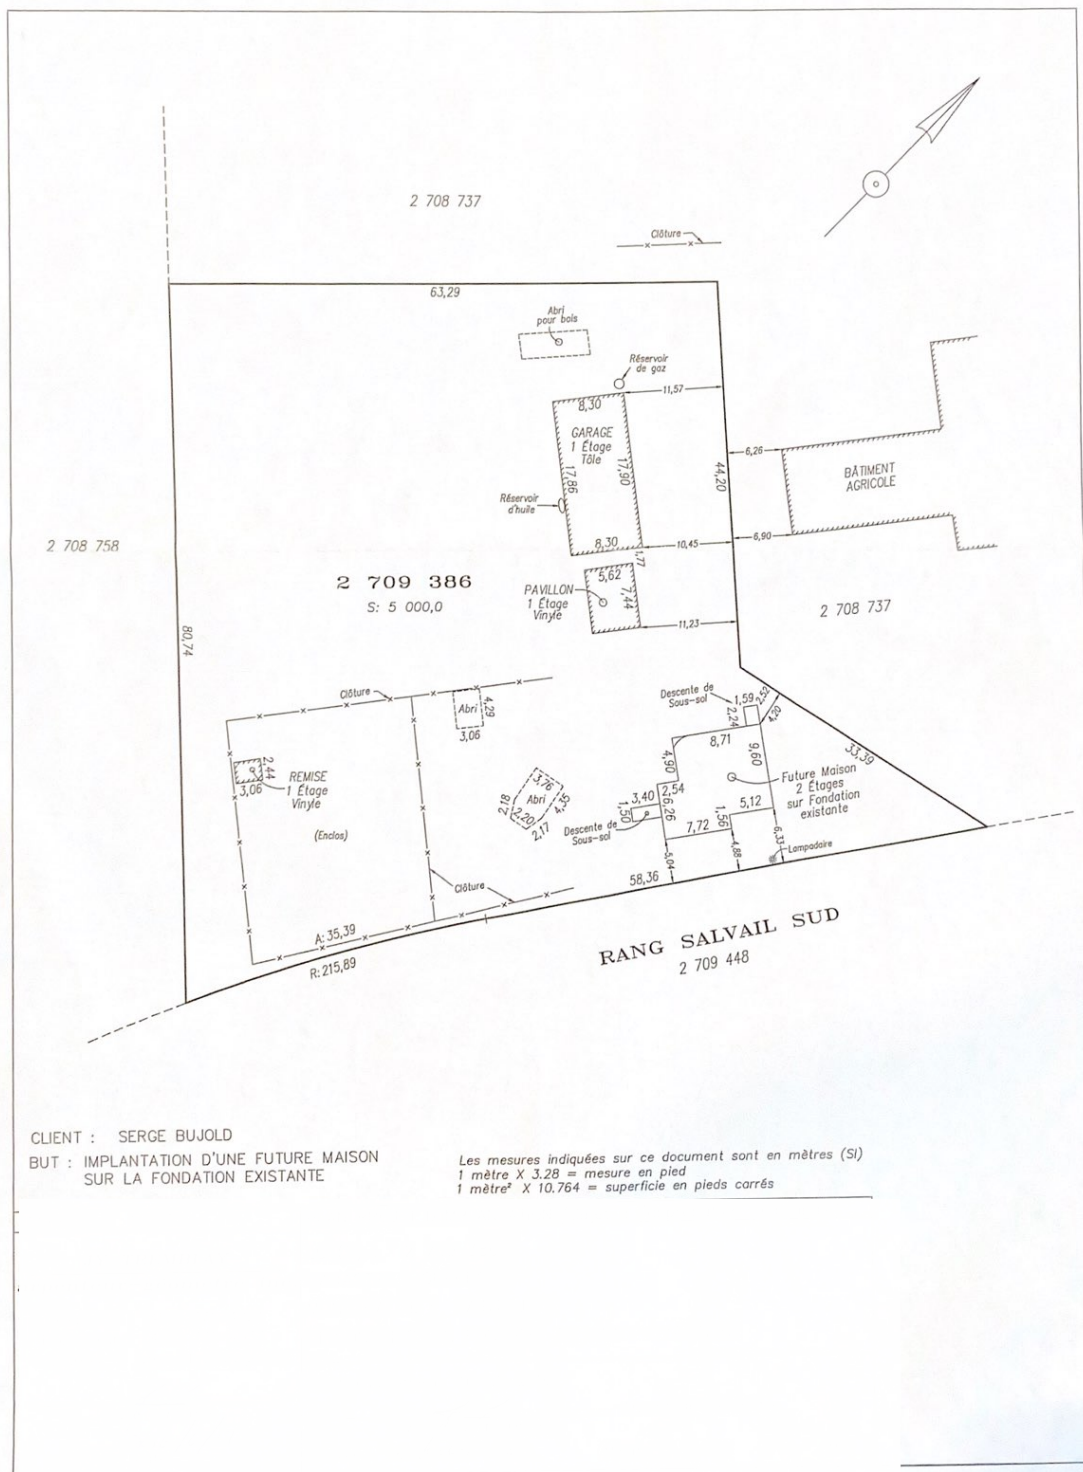 2 708 737
Clôture
63,29
Abri
pour bois
Réservoir
de gaz
11,57
8,30
GARAGE
1 Étage
Tôle
17,86
17,90
44,20
6,26
BÂTIMENT
AGRICOLE
Réservoir
d'huile
8,30
10,45
6,90
1,77
2 708 758
2 709 386
S: 5 000,0
5,62
PAVILLON
1 Étage
Vinyle
7,44
11,23
2 708 737
80,74
Clôture
Abri
4,29
3,06
Descente de
Sous-sol
1,59
2,52
2,24
4,20
8,71
33,39
4,90
9,60
2,44
3,06
REMISE
1 Étage
Vinyle
(Enclos)
3,76
Abri
4,35
2,18
2,20
2,17
Future Maison
2 Étages
sur Fondation
existante
2,54
3,40
1,50
6,26
5,12
1,56
7,72
Descente de
Sous-sol
6,33
4,88
5,04
Lampadaire
Clôture
58,36
A: 35,39
R: 215,89
RANG SALVAIL SUD
2 709 448
CLIENT : SERGE BUJOLD
BUT : IMPLANTATION D'UNE FUTURE MAISON
SUR LA FONDATION EXISTANTE
Les mesures indiquées sur ce document sont en mètres (SI)
1 mètre X 3.28 = mesure en pied
1 mètre² X 10.764 = superficie en pieds carrés